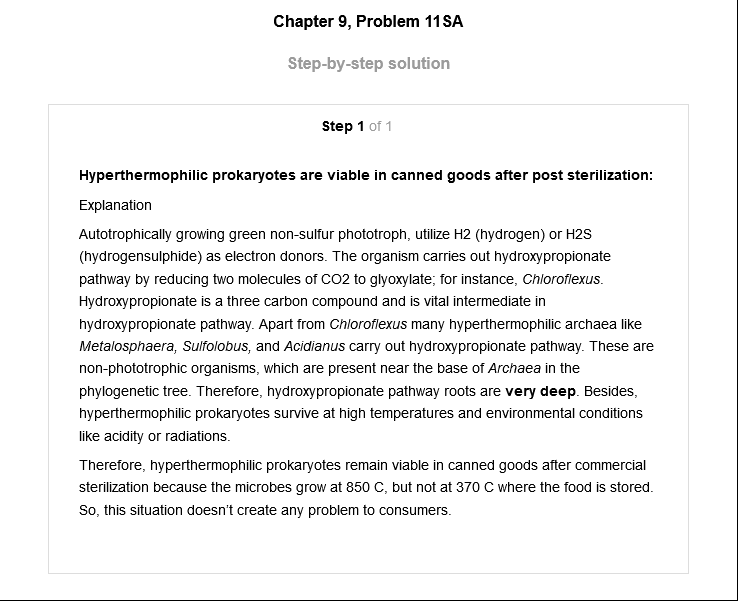 Chapter 9, Problem 11SA
Step-by-step solution
Step 1 of 1
Hyperthermophilic prokaryotes are viable in canned goods after post sterilization:
Explanation
Autotrophically growing green non-sulfur phototroph, utilize H2 (hydrogen) or H2S
(hydrogensulphide) as electron donors. The organism carries out hydroxypropionate
pathway by reducing two molecules of CO2 to glyoxylate; for instance, Chloroflexus.
Hydroxypropionate is a three carbon compound and is vital intermediate in
hydroxypropionate pathway. Apart from Chloroflexus many hyperthermophilic archaea like
Metalosphaera, Sulfolobus, and Acidianus carry out hydroxypropionate pathway. These are
non-phototrophic organisms, which are present near the base of Archaea in the
phylogenetic tree. Therefore, hydroxypropionate pathway roots are very deep. Besides,
hyperthermophilic prokaryotes survive at high temperatures and environmental conditions
like acidity or radiations.
Therefore, hyperthermophilic prokaryotes remain viable in canned goods after commercial
sterilization because the microbes grow at 850 C, but not at 370 C where the food is stored.
So, this situation doesn't create any problem to consumers.